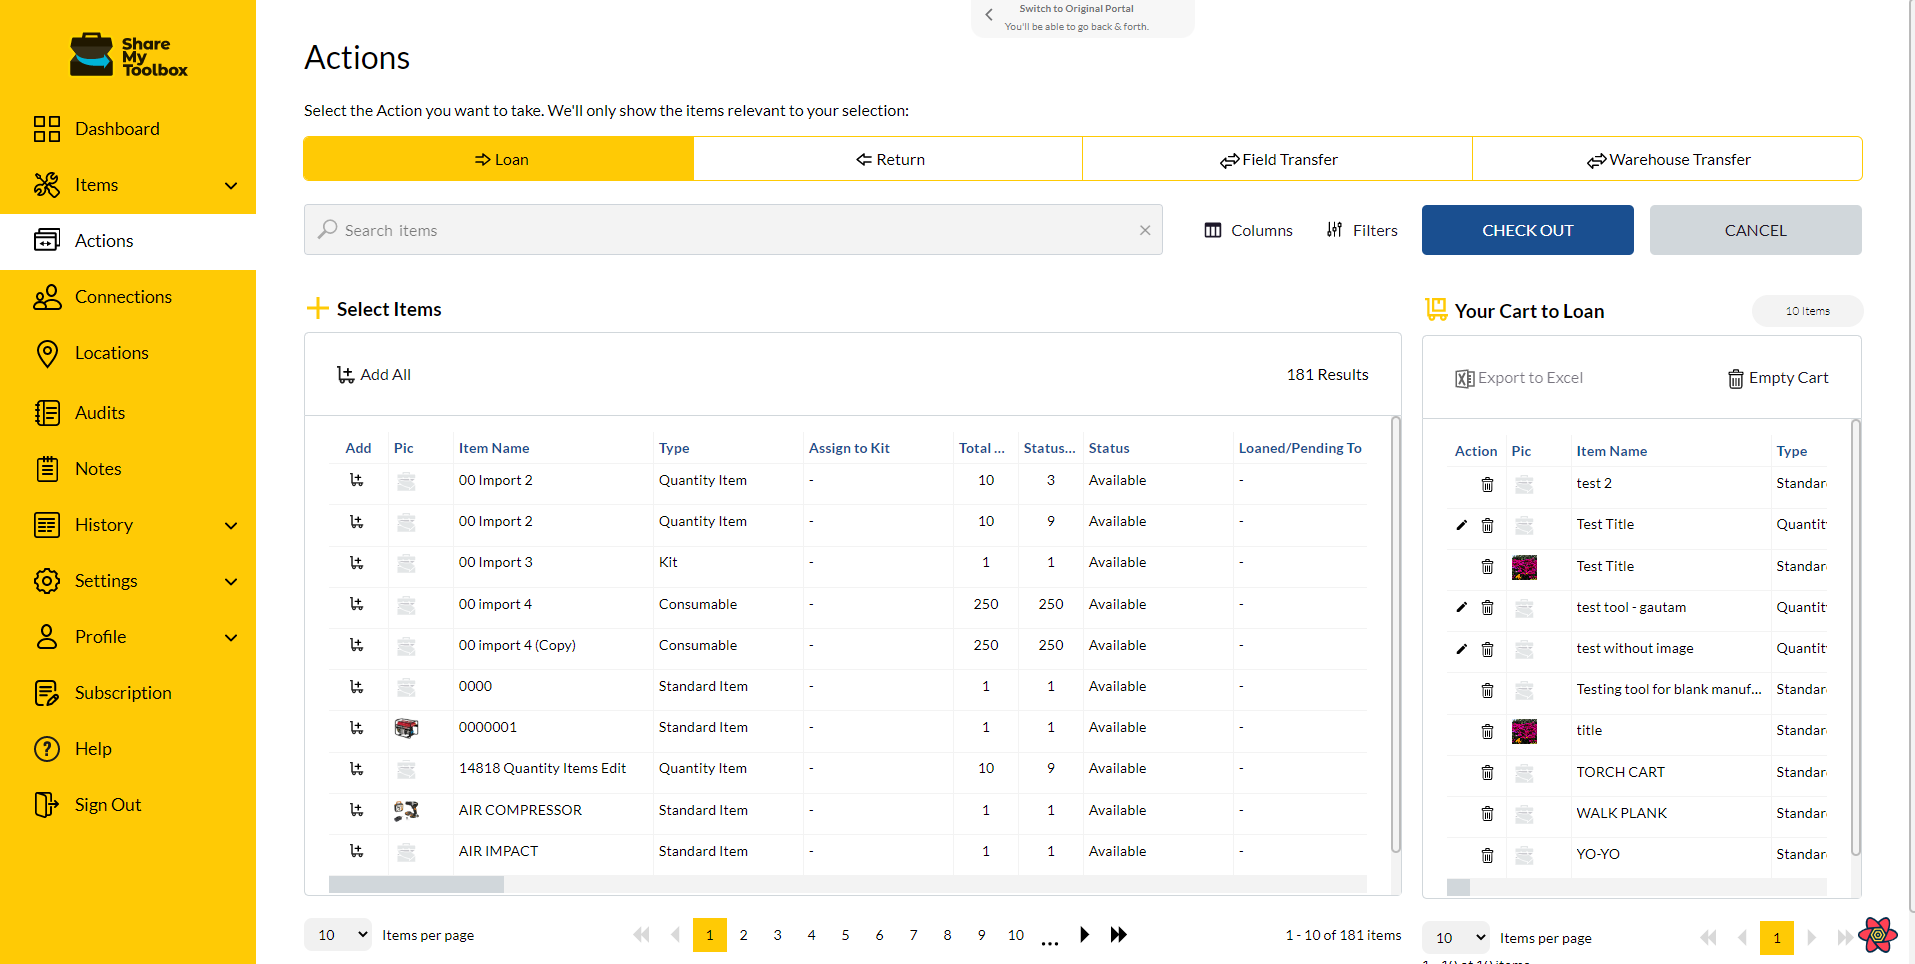 Switch to Original Portal
You'll be able to go back & forth.
Share
My
Toolbox
Dashboard
Items
Actions
Connections
Locations
Audits
Notes
History
Settings
Profile
Subscription
Help
Sign Out
Actions
Select the Action you want to take. We'll only show the items relevant to your selection:
Loan Return Field Transfer Warehouse Transfer
Search items Columns Filters CHECK OUT CANCEL
Select Items
Add All 181 Results
Add Pic Item Name Type Assign to Kit Total ... Status... Status Loaned/Pending To
00 Import 2 Quantity Item - 10 3 Available -
00 Import 2 Quantity Item - 10 9 Available -
00 Import 3 Kit - 1 1 Available -
00 import 4 Consumable - 250 250 Available -
00 import 4 (Copy) Consumable - 250 250 Available -
0000 Standard Item - 1 1 Available -
0000001 Standard Item - 1 1 Available -
14818 Quantity Items Edit Quantity Item - 10 9 Available -
AIR COMPRESSOR Standard Item - 1 1 Available -
AIR IMPACT Standard Item - 1 1 Available -
10 Items per page 1 2 3 4 5 6 7 8 9 10 ... 1 - 10 of 181 items
Your Cart to Loan 10 Items
Export to Excel Empty Cart
Action Pic Item Name Type
test 2 Standar
Test Title Quantit
Test Title Standar
test tool - gautam Quantit
test without image Quantit
Testing tool for blank manuf... Standar
title Standar
TORCH CART Standar
WALK PLANK Standar
YO-YO Standar
10 Items per page 1